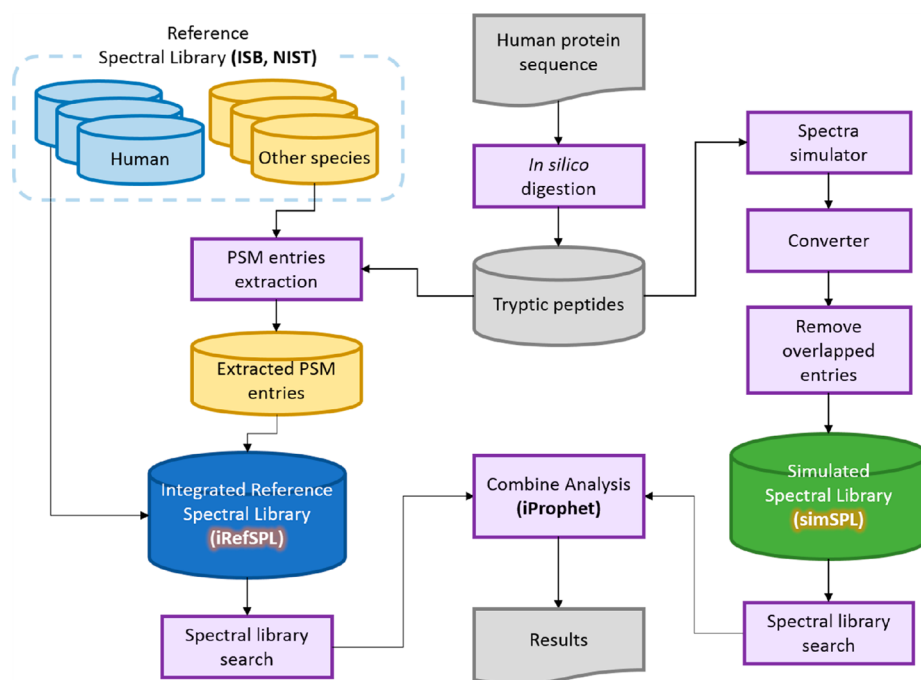 Reference
Spectral Library (ISB, NIST)
Human
Other species
Human protein
sequence
In silico
digestion
Tryptic peptides
PSM entries
extraction
Extracted PSM
entries
Integrated Reference
Spectral Library
(iRefSPL)
Spectral library
search
Spectra
simulator
Converter
Remove
overlapped
entries
Simulated
Spectral Library
(simSPL)
Spectral library
search
Combine Analysis
(iProphet)
Results